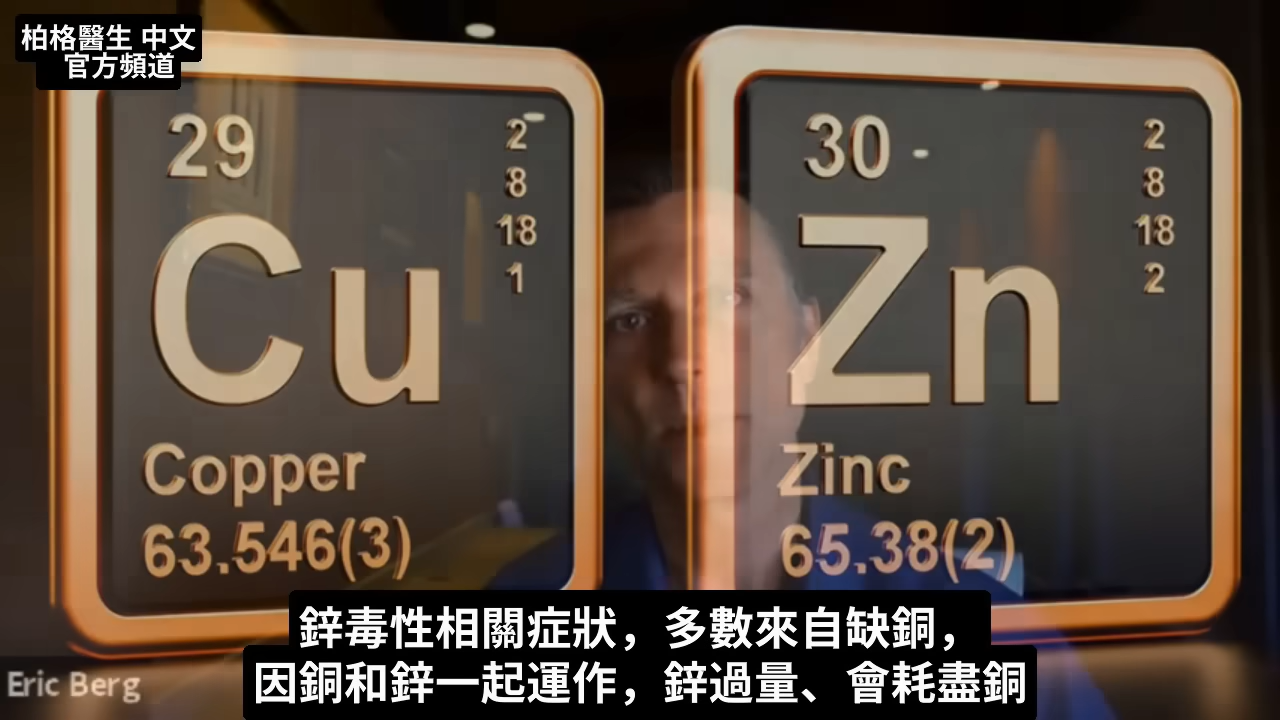 柏格醫生 中文
官方頻道
29
2
8
18
1
Cu
Copper
63.546(3)
30
2
8
18
2
Zn
Zinc
65.38(2)
鋅毒性相關症狀，多數來自缺銅，
因銅和鋅一起運作，鋅過量、會耗盡銅
Eric Berg